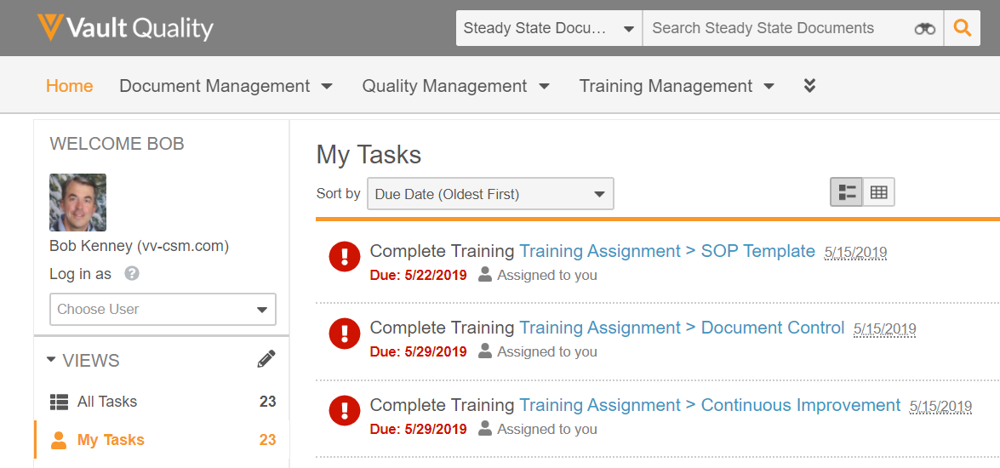 Vault Quality
Steady State Docu... Search Steady State Documents
Home Document Management Quality Management Training Management
WELCOME BOB
Bob Kenney (vv-csm.com)
Log in as ?
Choose User
VIEWS
All Tasks 23
My Tasks 23
My Tasks
Sort by Due Date (Oldest First)
Complete Training Training Assignment > SOP Template 5/15/2019
Due: 5/22/2019 Assigned to you
Complete Training Training Assignment > Document Control 5/15/2019
Due: 5/29/2019 Assigned to you
Complete Training Training Assignment > Continuous Improvement 5/15/2019
Due: 5/29/2019 Assigned to you